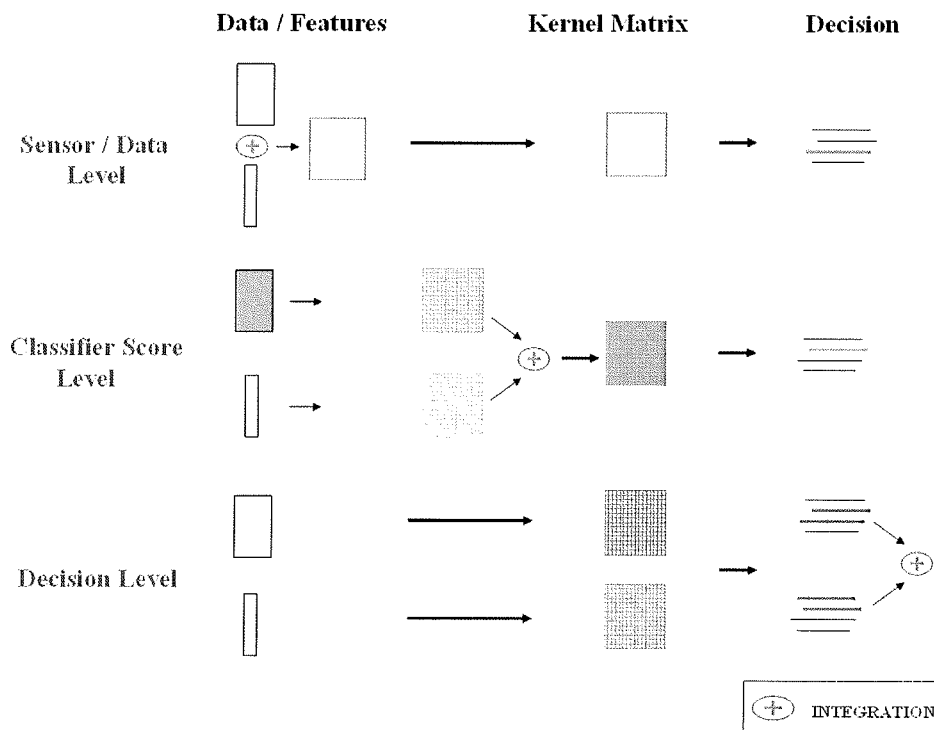 Data / Features
Kernel Matrix
Decision
Sensor / Data
Level
Classifier Score
Level
Decision Level
INTEGRATION